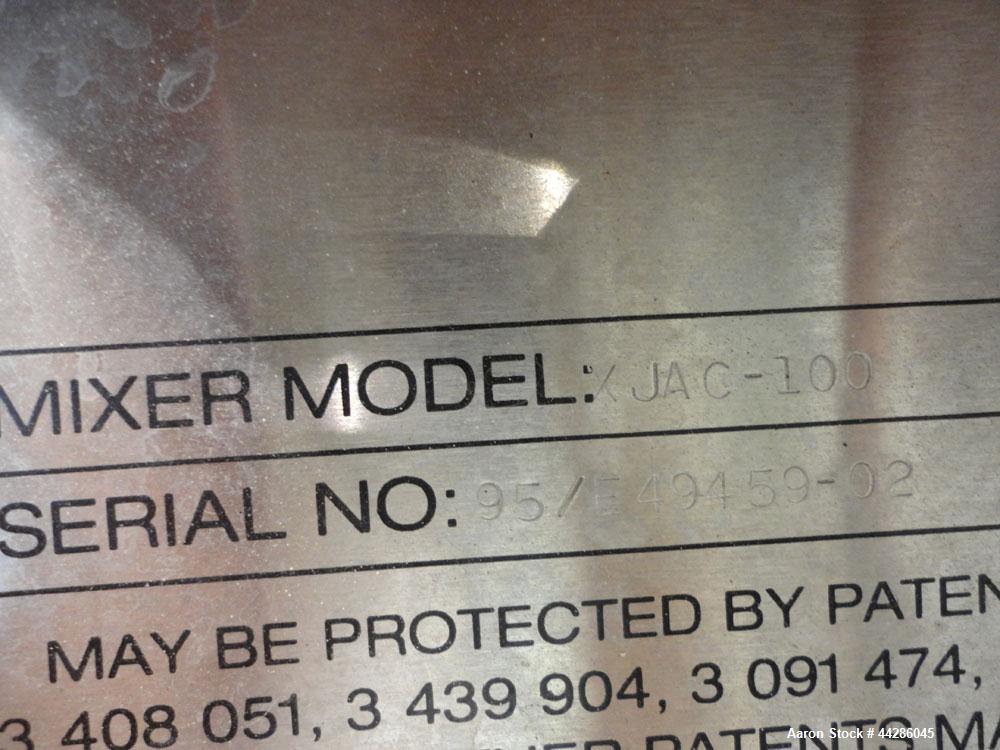 MIXER MODEL: XJAC-100
SERIAL NO: 95/E49459-02
MAY BE PROTECTED BY
3 408 051, 3 439 904, 3 091 474,
PATENTS
Aaron Stock # 44286045